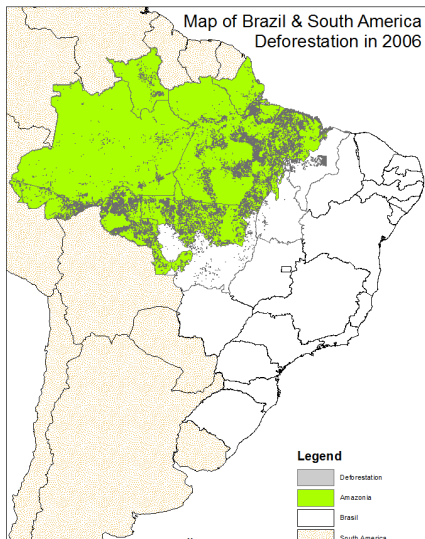 Map of Brazil & South America
Deforestation in 2006
Legend
Deforestation
Amazonia
Brasil
South America